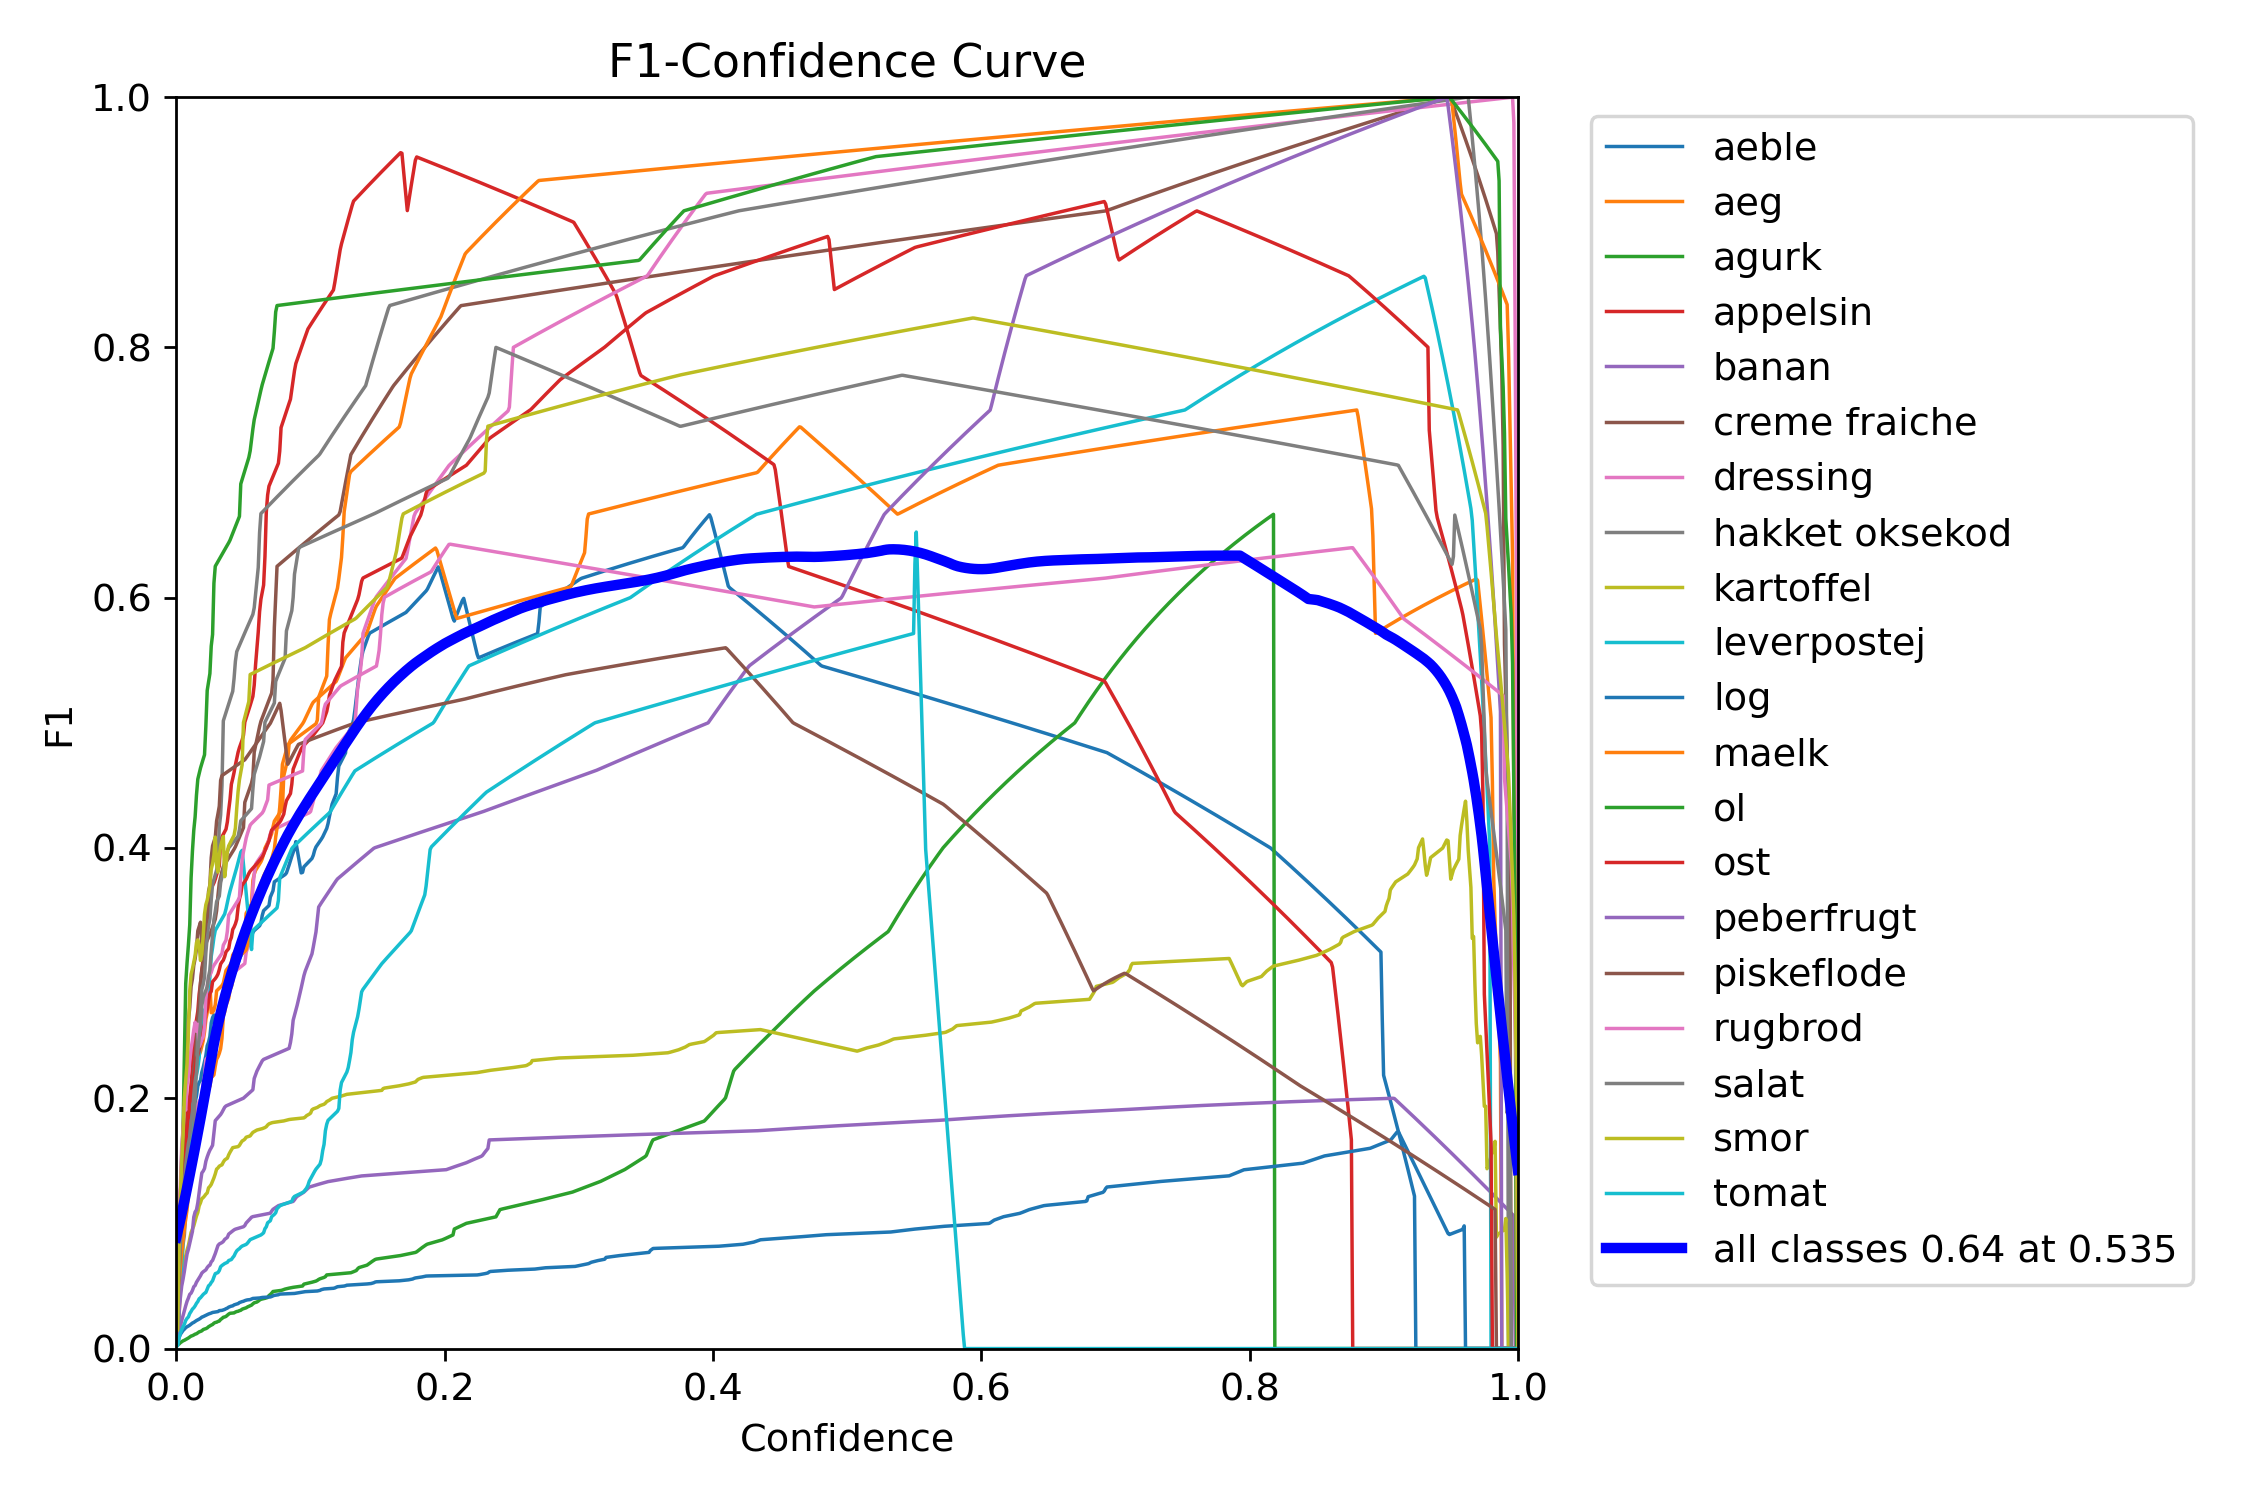 F1-Confidence Curve
1.0
0.8
0.6
0.4
0.2
0.0
F1
0.0 0.2 0.4 0.6 0.8 1.0
Confidence
aeble
aeg
agurk
appelsin
banan
creme fraiche
dressing
hakket oksekod
kartoffel
leverpostej
log
maelk
ol
ost
peberfrugt
piskeflode
rugbrod
salat
smor
tomat
all classes 0.64 at 0.535